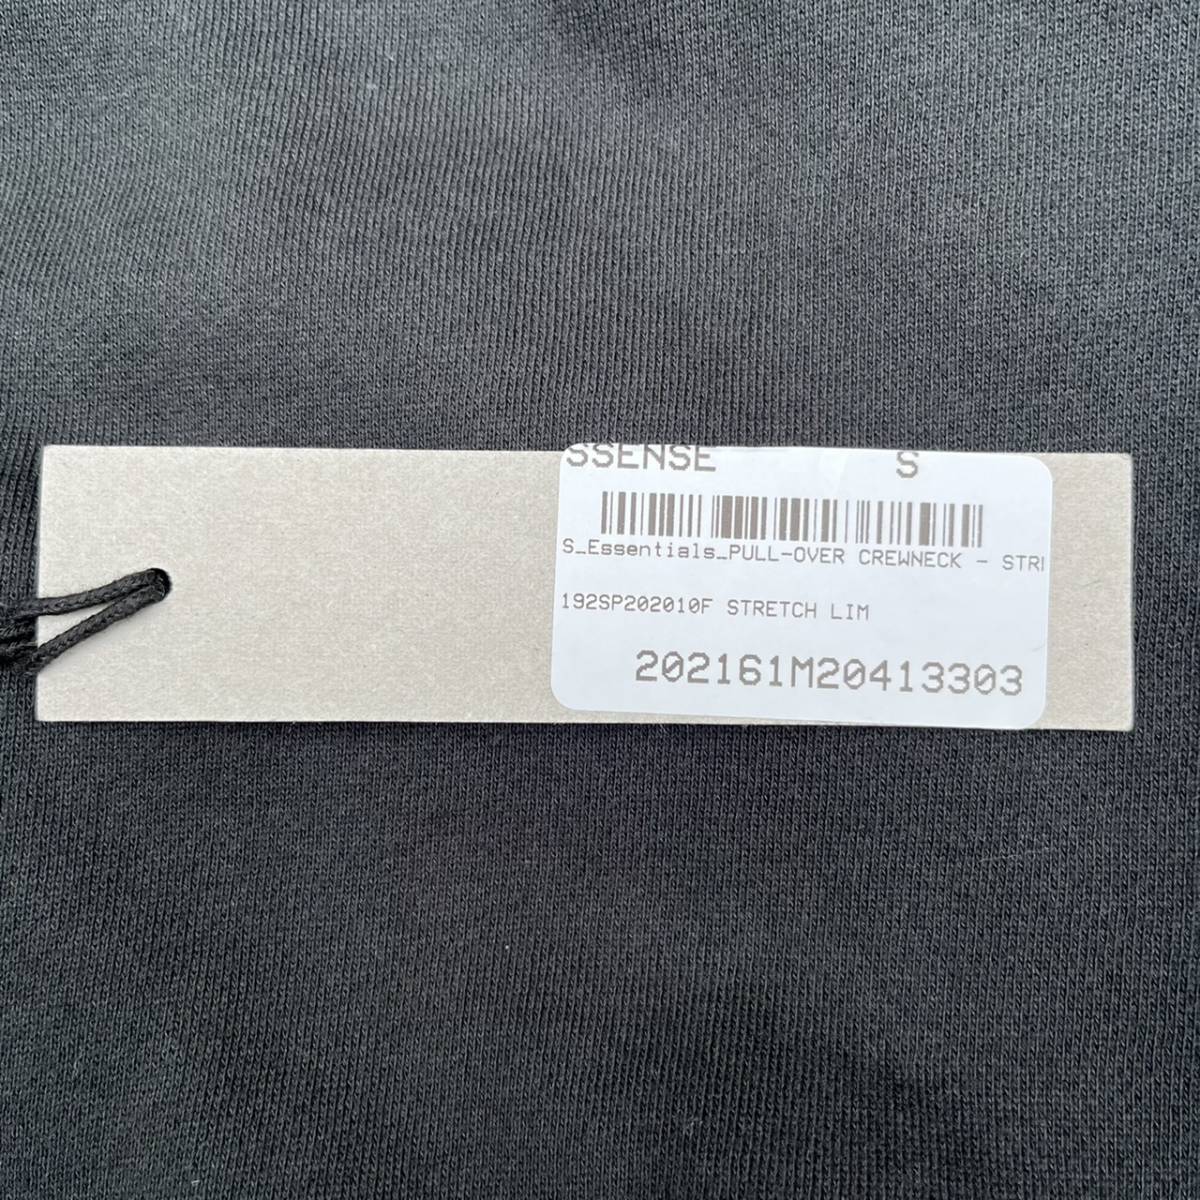 SSENSE S
S_Essentials_PULL-OVER CREWNECK - STRI
192SP202010F STRETCH LIM
202161M20413303